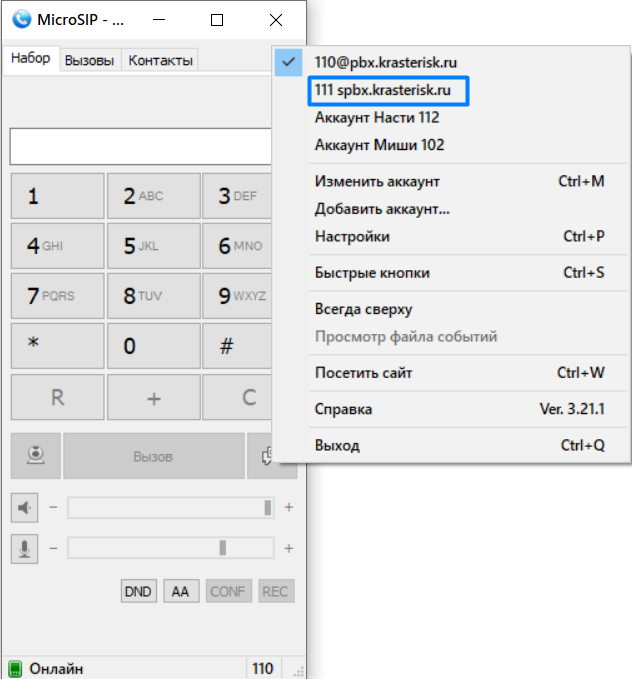 MicroSIP - ...
Набор Вызовы Контакты
110@pbx.krasterisk.ru
111 spbx.krasterisk.ru
Аккаунт Насти 112
Аккаунт Миши 102
Изменить аккаунт Ctrl+M
Добавить аккаунт...
Настройки Ctrl+P
Быстрые кнопки Ctrl+S
Всегда сверху
Просмотр файла событий
Посетить сайт Ctrl+W
Справка Ver. 3.21.1
Выход Ctrl+Q
1 2 ABC 3 DEF
4 GHI 5 JKL 6 MNO
7 PQRS 8 TUV 9 WXYZ
* 0 #
R + C
Вызов
− +
− +
DND AA CONF REC
Онлайн 110